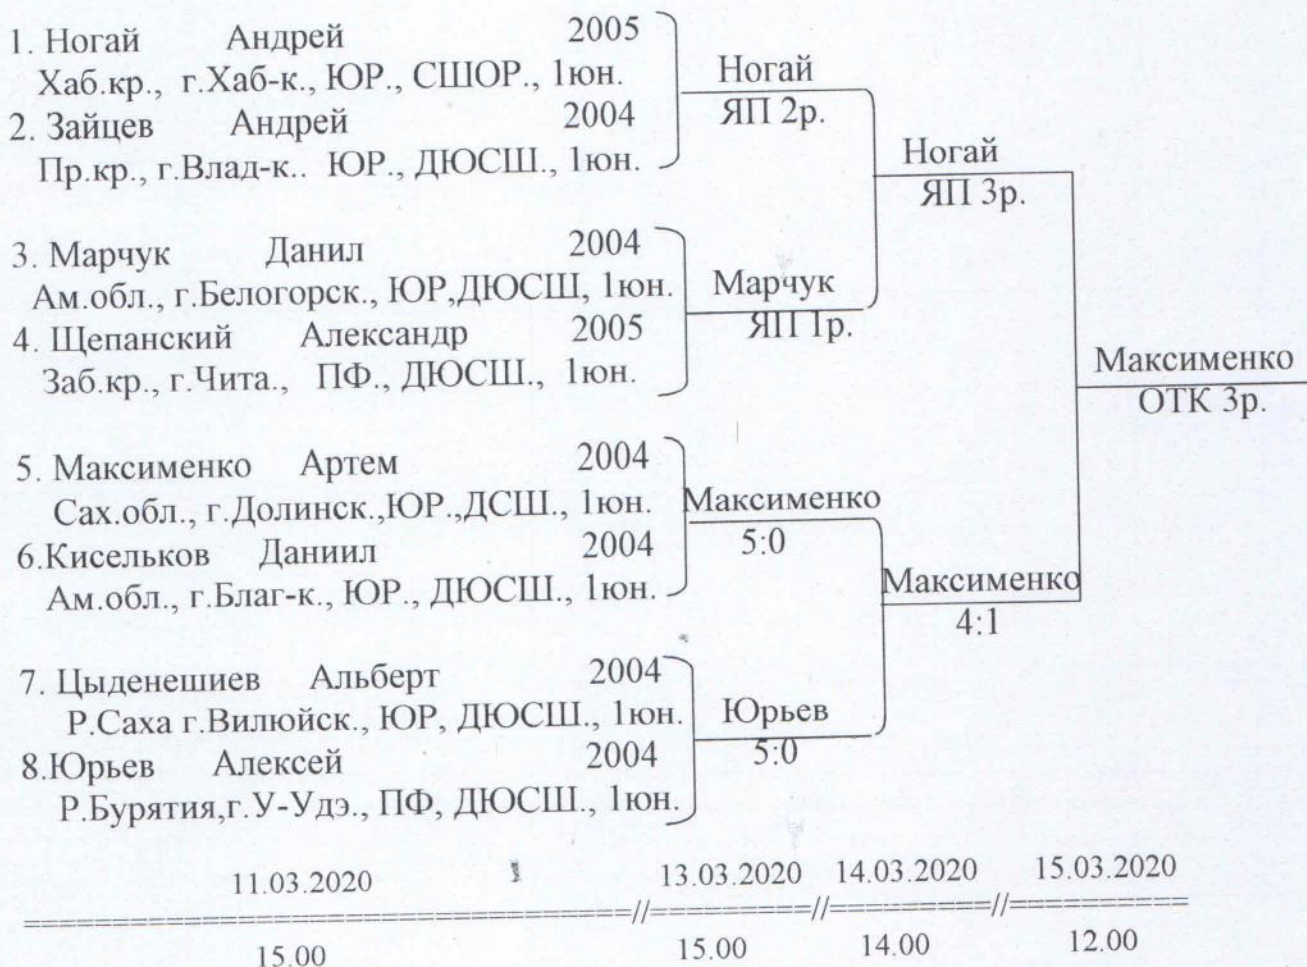 1. Ногай Андрей 2005
Хаб.кр., г.Хаб-к., ЮР., СШОР., 1юн.
2. Зайцев Андрей 2004
Пр.кр., г.Влад-к.. ЮР., ДЮСШ., 1юн.
3. Марчук Данил 2004
Ам.обл., г.Белогорск., ЮР,ДЮСШ, 1юн.
4. Щепанский Александр 2005
Заб.кр., г.Чита., ПФ., ДЮСШ., 1юн.
5. Максименко Артем 2004
Сах.обл., г.Долинск.,ЮР.,ДСШ., 1юн.
6.Кисельков Даниил 2004
Ам.обл., г.Благ-к., ЮР., ДЮСШ., 1юн.
7. Цыденешиев Альберт 2004
Р.Саха г.Вилюйск., ЮР, ДЮСШ., 1юн.
8.Юрьев Алексей 2004
Р.Бурятия,г.У-Удэ., ПФ, ДЮСШ., 1юн.
Ногай
ЯП 2р.
Марчук
ЯП 1р.
Максименко
5:0
Юрьев
5:0
Ногай
ЯП 3р.
Максименко
4:1
Максименко
ОТК 3р.
11.03.2020 13.03.2020 14.03.2020 15.03.2020
================================//==========//==========//===========
15.00 15.00 14.00 12.00